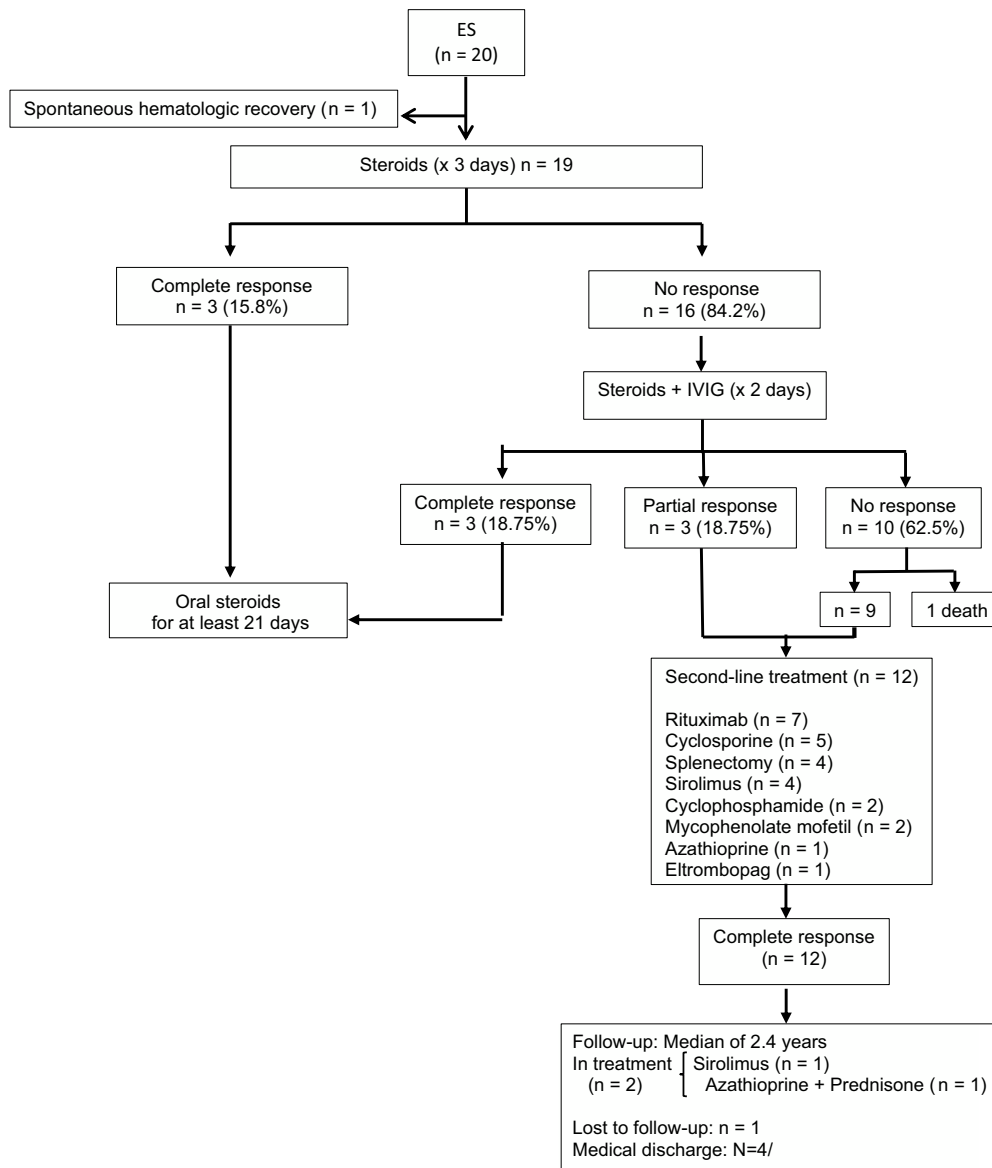 ES
(n = 20)
Spontaneous hematologic recovery (n = 1)
Steroids (x 3 days) n = 19
Complete response
n = 3 (15.8%)
No response
n = 16 (84.2%)
Steroids + IVIG (x 2 days)
Complete response
n = 3 (18.75%)
Partial response
n = 3 (18.75%)
No response
n = 10 (62.5%)
Oral steroids
for at least 21 days
n = 9
1 death
Second-line treatment (n = 12)
Rituximab (n = 7)
Cyclosporine (n = 5)
Splenectomy (n = 4)
Sirolimus (n = 4)
Cyclophosphamide (n = 2)
Mycophenolate mofetil (n = 2)
Azathioprine (n = 1)
Eltrombopag (n = 1)
Complete response
(n = 12)
Follow-up: Median of 2.4 years
In treatment Sirolimus (n = 1)
(n = 2) Azathioprine + Prednisone (n = 1)
Lost to follow-up: n = 1
Medical discharge: N=4/